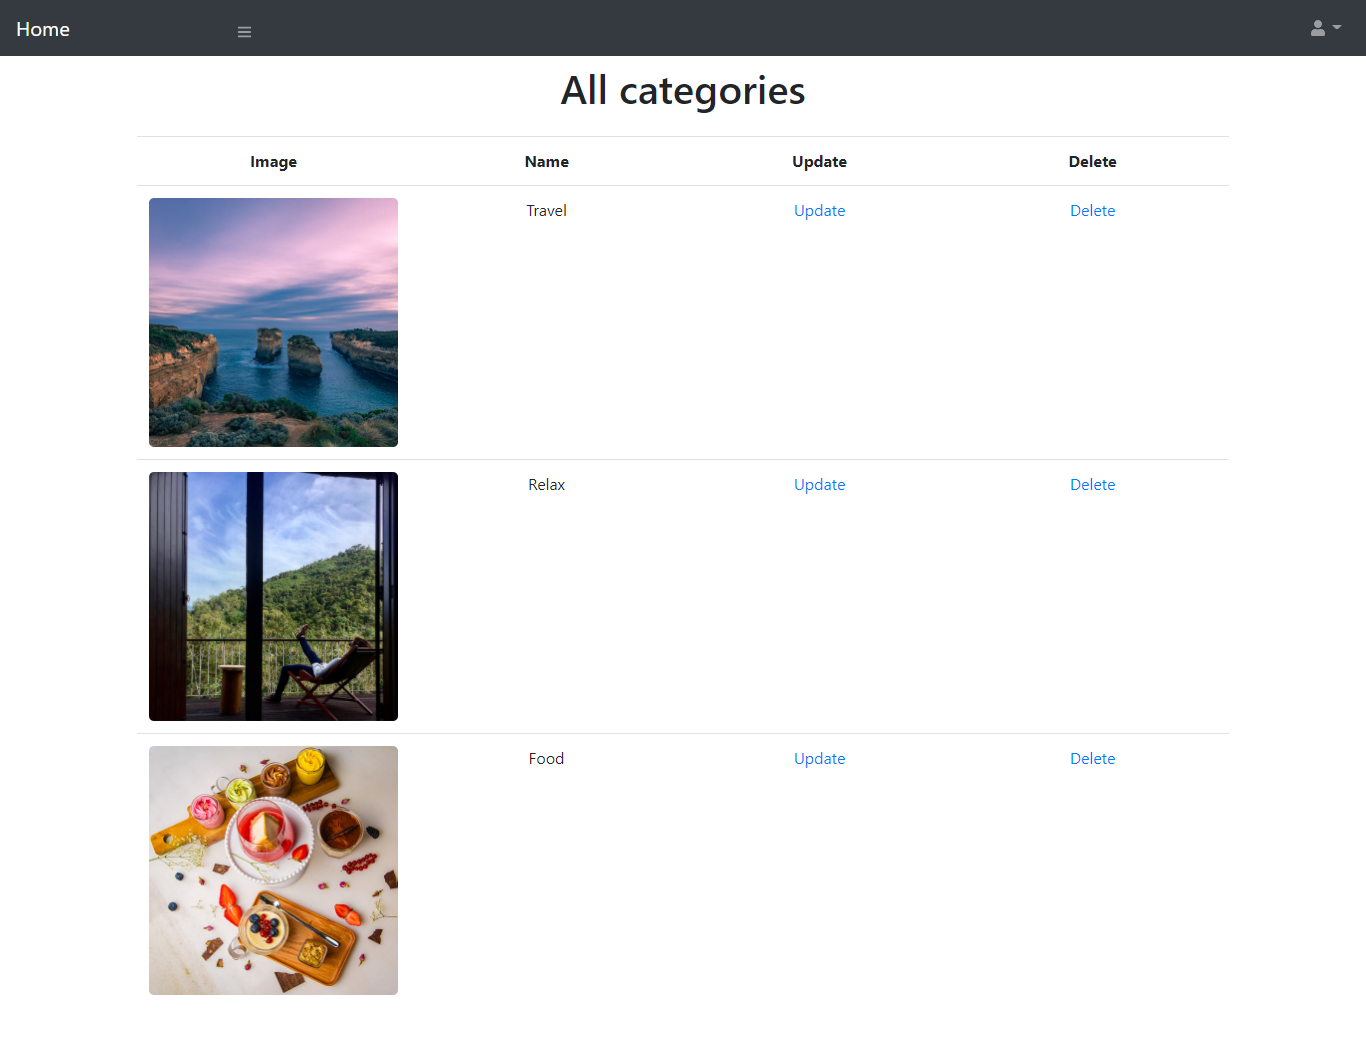 Home
All categories
Image Name Update Delete
Travel Update Delete
Relax Update Delete
Food Update Delete